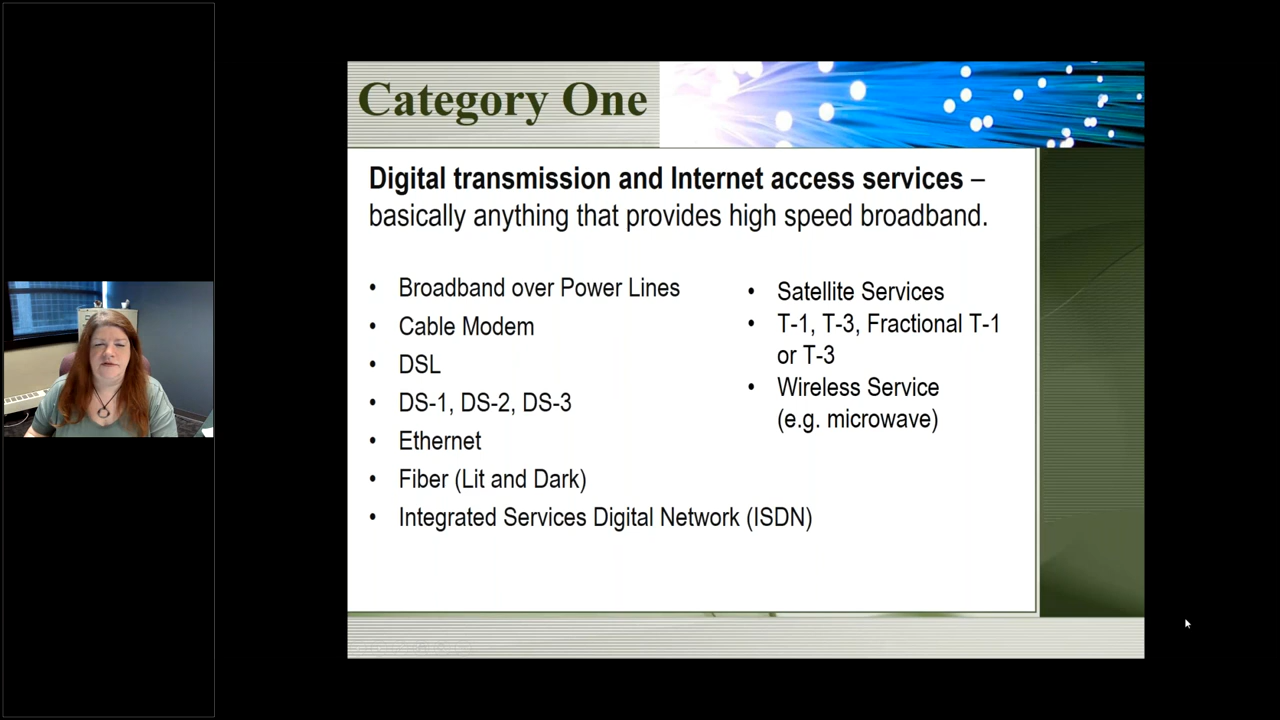 Category One
Digital transmission and Internet access services –
basically anything that provides high speed broadband.
• Broadband over Power Lines
• Cable Modem
• DSL
• DS-1, DS-2, DS-3
• Ethernet
• Fiber (Lit and Dark)
• Integrated Services Digital Network (ISDN)
• Satellite Services
• T-1, T-3, Fractional T-1
or T-3
• Wireless Service
(e.g. microwave)